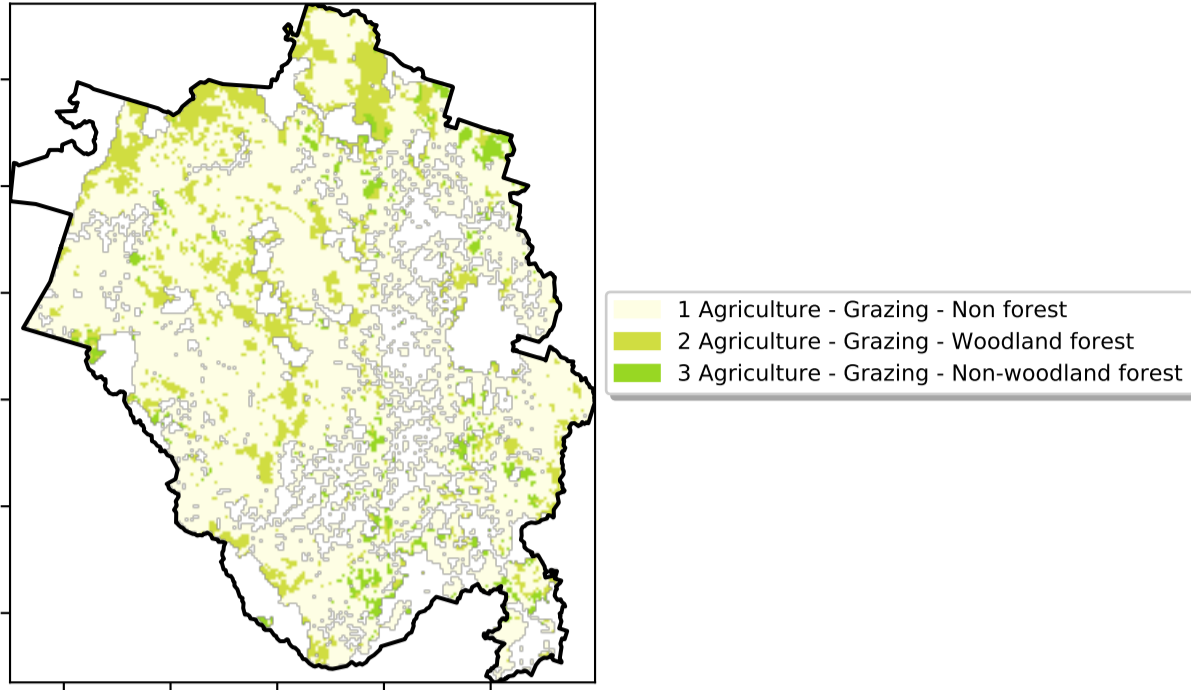 1 Agriculture - Grazing - Non forest
2 Agriculture - Grazing - Woodland forest
3 Agriculture - Grazing - Non-woodland forest